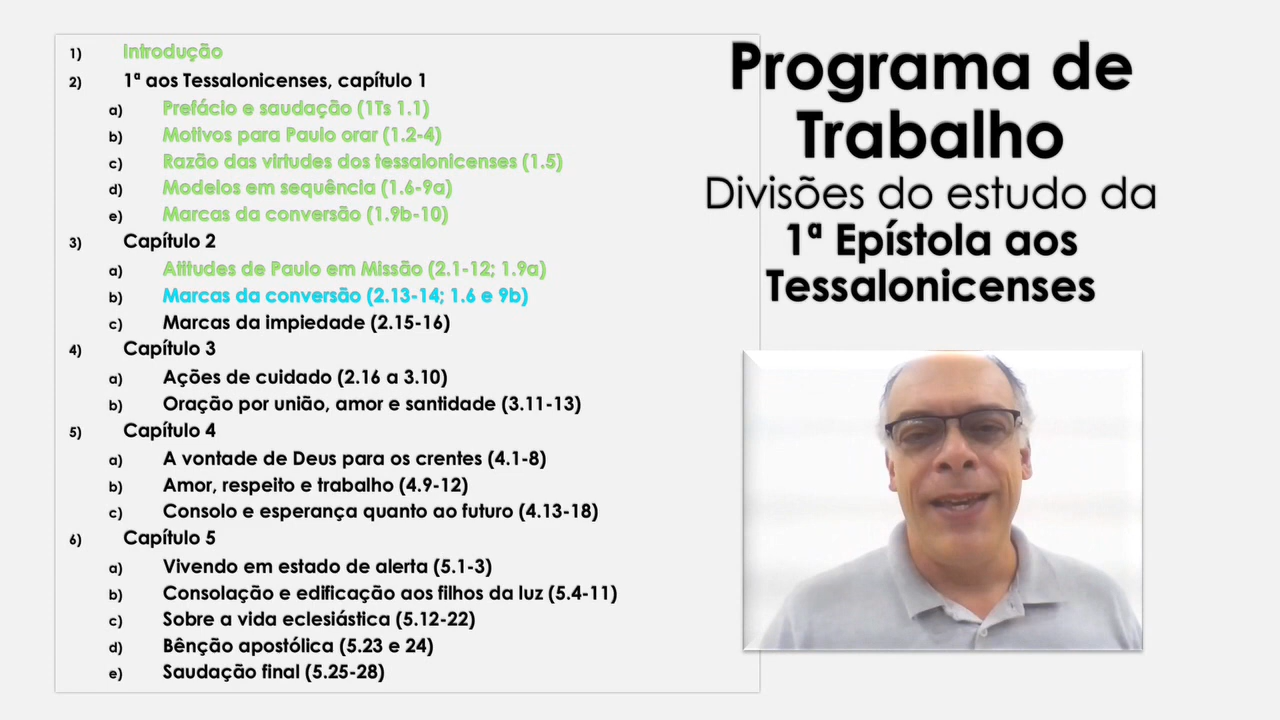 1) Introdução
2) 1ª aos Tessalonicenses, capítulo 1
a) Prefácio e saudação (1Ts 1.1)
b) Motivos para Paulo orar (1.2-4)
c) Razão das virtudes dos tessalonicenses (1.5)
d) Modelos em sequência (1.6-9a)
e) Marcas da conversão (1.9b-10)
3) Capítulo 2
a) Atitudes de Paulo em Missão (2.1-12; 1.9a)
b) Marcas da conversão (2.13-14; 1.6 e 9b)
c) Marcas da impiedade (2.15-16)
4) Capítulo 3
a) Ações de cuidado (2.16 a 3.10)
b) Oração por união, amor e santidade (3.11-13)
5) Capítulo 4
a) A vontade de Deus para os crentes (4.1-8)
b) Amor, respeito e trabalho (4.9-12)
c) Consolo e esperança quanto ao futuro (4.13-18)
6) Capítulo 5
a) Vivendo em estado de alerta (5.1-3)
b) Consolação e edificação aos filhos da luz (5.4-11)
c) Sobre a vida eclesiástica (5.12-22)
d) Bênção apostólica (5.23 e 24)
e) Saudação final (5.25-28)
Programa de
Trabalho
Divisões do estudo da
1ª Epístola aos
Tessalonicenses